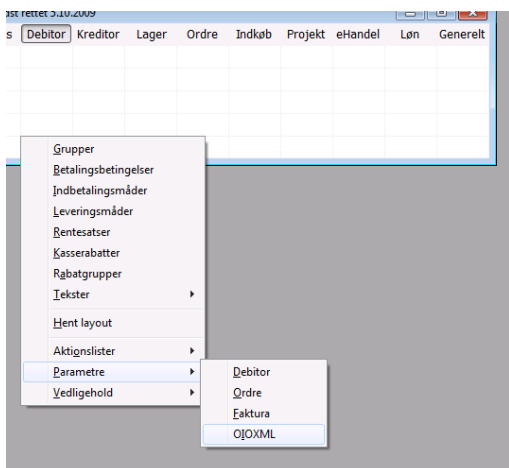 ast rettet 5.10.2009
s Debitor Kreditor Lager Ordre Indkøb Projekt eHandel Løn Generelt
Grupper
Betalingsbetingelser
Indbetalingsmåder
Leveringsmåder
Rentesatser
Kasserabatter
Rabatgrupper
Tekster
Hent layout
Aktionslister
Parametre
Debitor
Vedligehold
Ordre
Faktura
OIOXML